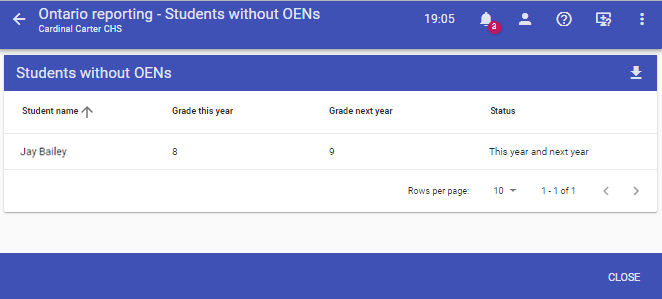 Ontario reporting - Students without OENs
Cardinal Carter CHS
19:05
3
Students without OENs
Student name Grade this year Grade next year Status
Jay Bailey 8 9 This year and next year
Rows per page: 10 1 - 1 of 1
CLOSE